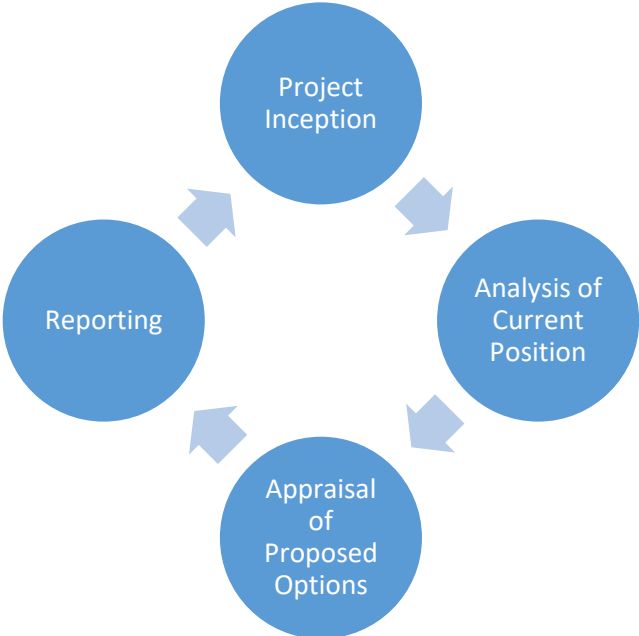 Project
Inception
Analysis of
Current
Position
Appraisal
of
Proposed
Options
Reporting